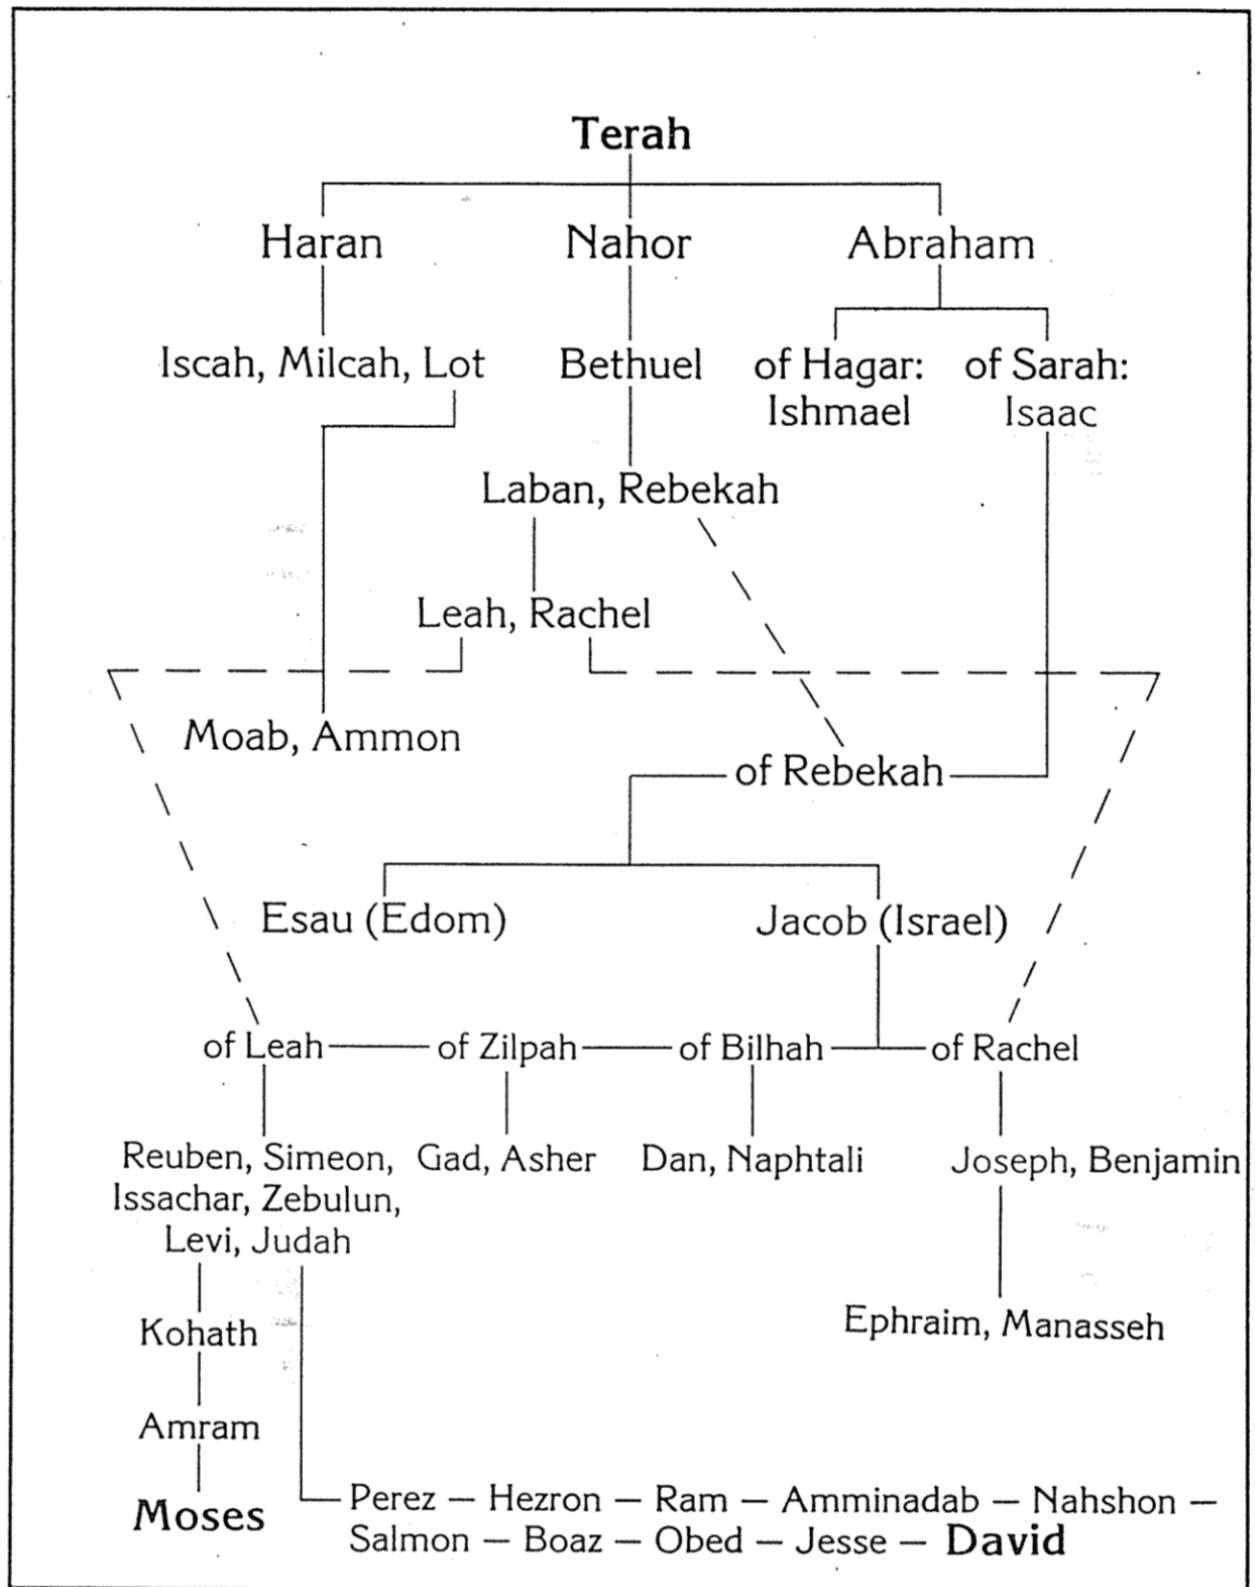 Terah
Haran Nahor Abraham
Iscah, Milcah, Lot Bethuel of Hagar: of Sarah:
Ishmael Isaac
Laban, Rebekah
Leah, Rachel
Moab, Ammon
of Rebekah
Esau (Edom) Jacob (Israel)
of Leah — of Zilpah — of Bilhah — of Rachel
Reuben, Simeon, Gad, Asher Dan, Naphtali Joseph, Benjamin
Issachar, Zebulun,
Levi, Judah
Kohath Ephraim, Manasseh
Amram
Moses Perez — Hezron — Ram — Amminadab — Nahshon —
Salmon — Boaz — Obed — Jesse — David